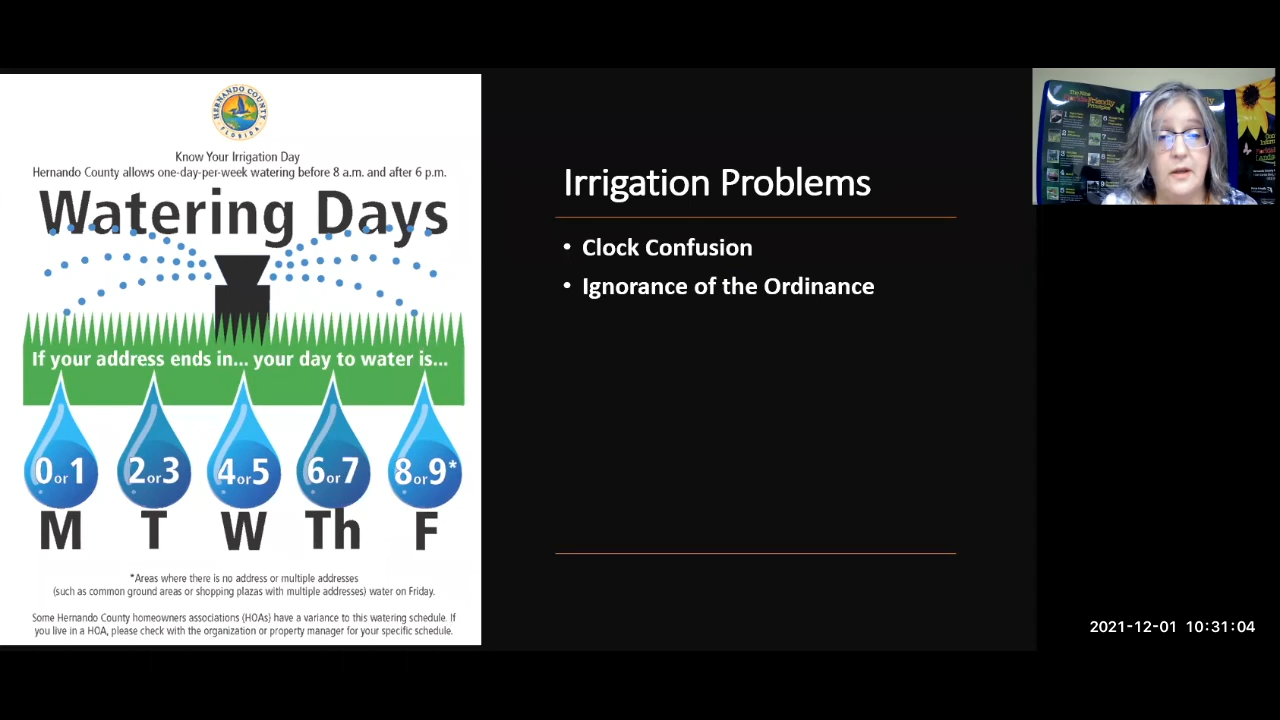 HERNANDO COUNTY
FLORIDA
Know Your Irrigation Day
Hernando County allows one-day-per-week watering before 8 a.m. and after 6 p.m.
Watering Days
If your address ends in... your day to water is...
0 or 1
2 or 3
4 or 5
6 or 7
8 or 9*
M
T
W
Th
F
*Areas where there is no address or multiple addresses
(such as common ground areas or shopping plazas with multiple addresses) water on Friday.
Some Hernando County homeowners associations (HOAs) have a variance to this watering schedule. If
you live in a HOA, please check with the organization or property manager for your specific schedule.
Irrigation Problems
• Clock Confusion
• Ignorance of the Ordinance
2021-12-01 10:31:04